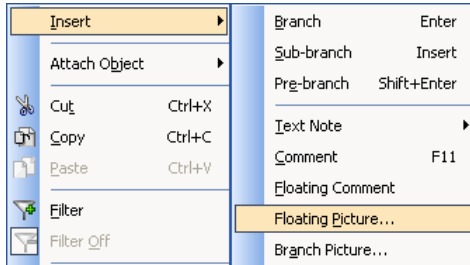 Insert
Attach Object
Cut Ctrl+X
Copy Ctrl+C
Paste Ctrl+V
Filter
Filter Off
Branch Enter
Sub-branch Insert
Pre-branch Shift+Enter
Text Note
Comment F11
Floating Comment
Floating Picture...
Branch Picture...